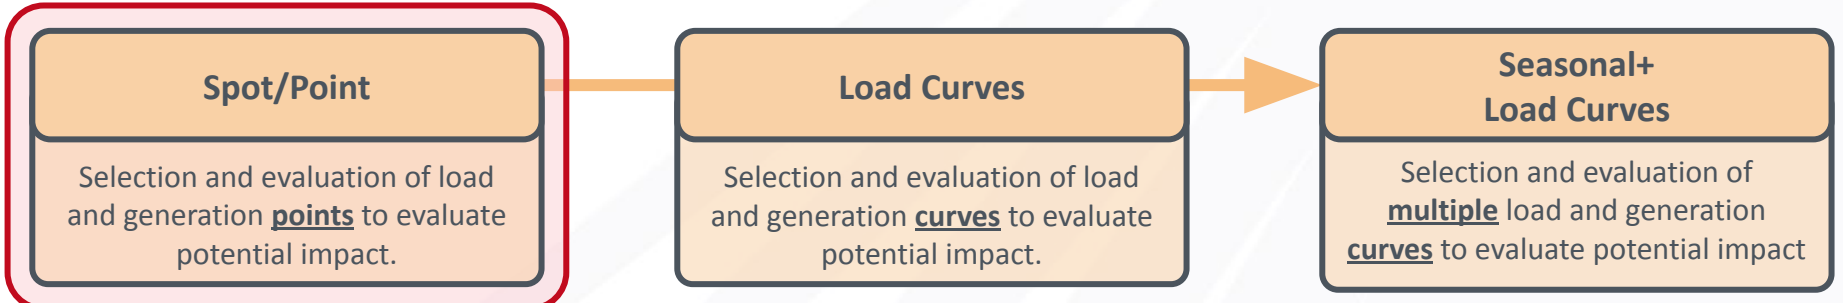 Spot/Point
Selection and evaluation of load
and generation points to evaluate
potential impact.
Load Curves
Selection and evaluation of load
and generation curves to evaluate
potential impact.
Seasonal+
Load Curves
Selection and evaluation of
multiple load and generation
curves to evaluate potential impact